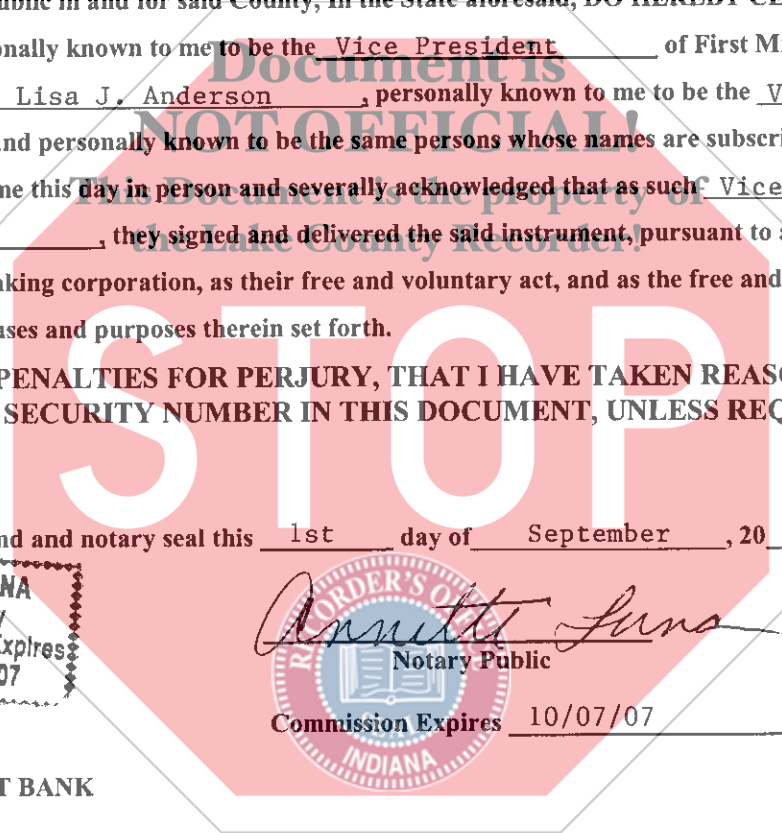 ublic in and for said County, in the State aforesaid, DO HEREBY CE
onally known to me to be the Vice President of First Mi
Document is
Lisa J. Anderson, personally known to me to be the V
NOT OFFICIAL!
nd personally known to be the same persons whose names are subscri
me this day in person and severally acknowledged that as such Vice
This Document is the property of
, they signed and delivered the said instrument, pursuant to a
the Lake County Recorder!
king corporation, as their free and voluntary act, and as the free and
uses and purposes therein set forth.
STOP
PENALTIES FOR PERJURY, THAT I HAVE TAKEN REASO
SECURITY NUMBER IN THIS DOCUMENT, UNLESS REQ
nd and notary seal this 1st day of September, 20
NA
xpires
07
RECORDER'S
Annette Luna
Notary Public
Commission Expires 10/07/07
INDIANA
T BANK